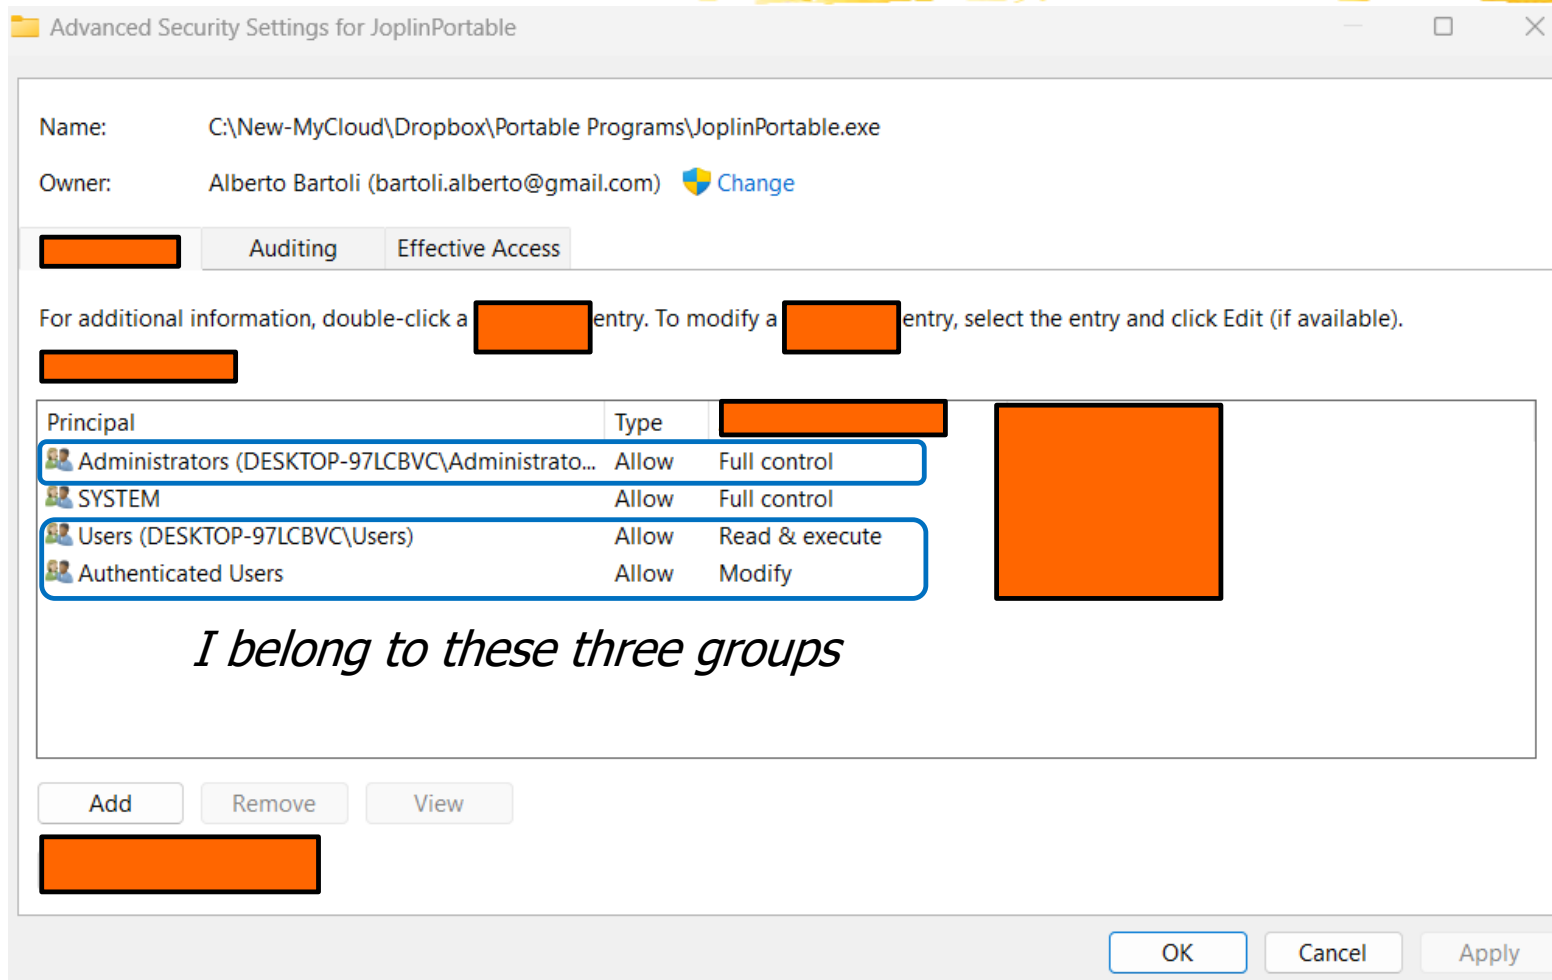 Advanced Security Settings for JoplinPortable
Name: C:\New-MyCloud\Dropbox\Portable Programs\JoplinPortable.exe
Owner: Alberto Bartoli (bartoli.alberto@gmail.com) Change
Auditing Effective Access
For additional information, double-click a entry. To modify a entry, select the entry and click Edit (if available).
Principal Type
Administrators (DESKTOP-97LCBVC\Administrato... Allow Full control
SYSTEM Allow Full control
Users (DESKTOP-97LCBVC\Users) Allow Read & execute
Authenticated Users Allow Modify
I belong to these three groups
Add Remove View
OK Cancel Apply